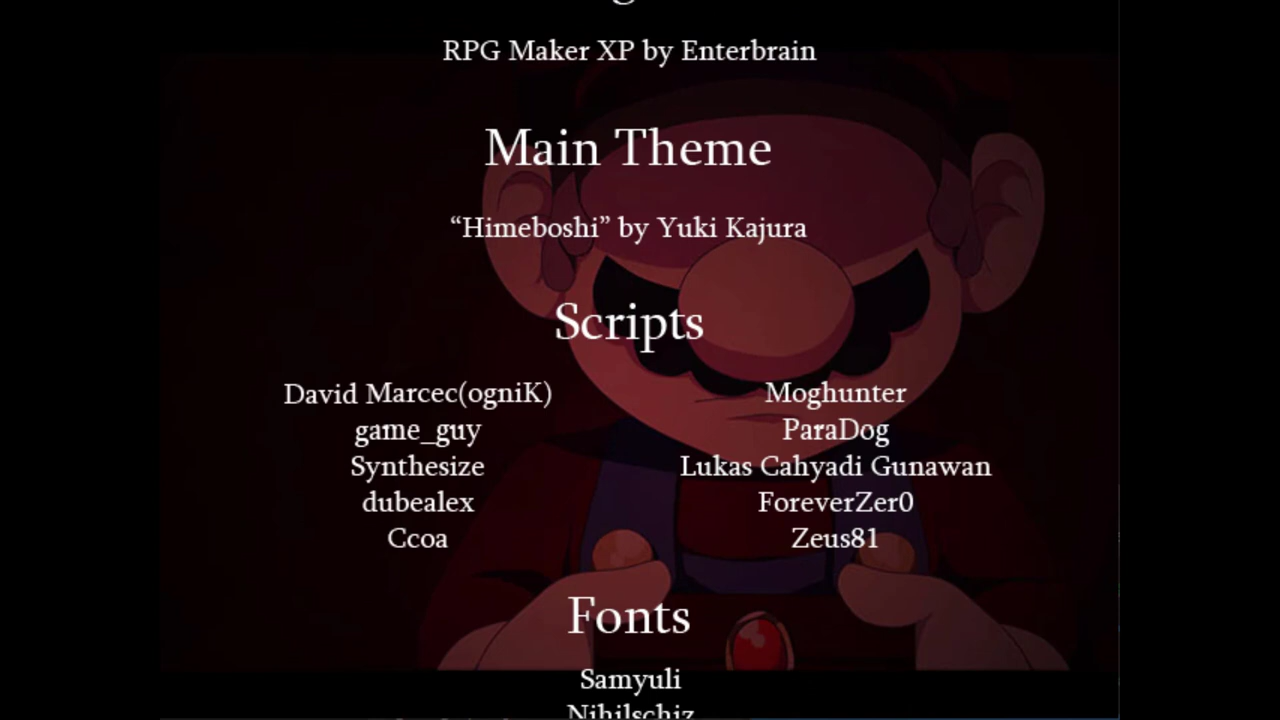 RPG Maker XP by Enterbrain
Main Theme
“Himeboshi” by Yuki Kajura
Scripts
David Marcec(ogniK)
game_guy
Synthesize
dubealex
Ccoa
Moghunter
ParaDog
Lukas Cahyadi Gunawan
ForeverZer0
Zeus81
Fonts
Samyuli
Nihilschiz